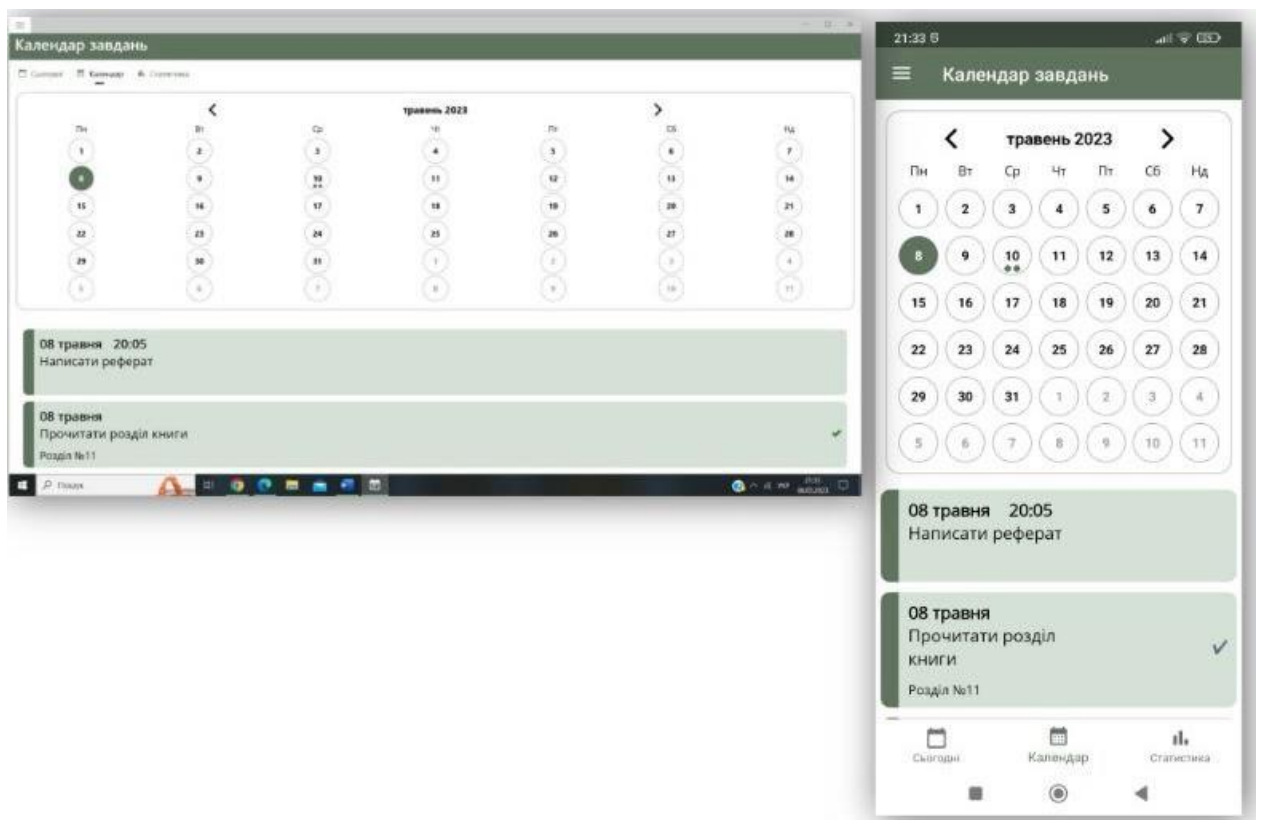 Календар завдань
Сьогодні Календар Статистика
травень 2023
Пн Вт Ср Чт Пт Сб Нд
1 2 3 4 5 6 7
8 9 10 11 12 13 14
15 16 17 18 19 20 21
22 23 24 25 26 27 28
29 30 31 1 2 3 4
5 6 7 8 9 10 11
08 травня 20:05
Написати реферат
08 травня
Прочитати розділ книги
Розділ №11
Пошук
21:33
Календар завдань
травень 2023
Пн Вт Ср Чт Пт Сб Нд
1 2 3 4 5 6 7
8 9 10 11 12 13 14
15 16 17 18 19 20 21
22 23 24 25 26 27 28
29 30 31 1 2 3 4
5 6 7 8 9 10 11
08 травня 20:05
Написати реферат
08 травня
Прочитати розділ
книги
Розділ №11
Сьогодні Календар Статистика